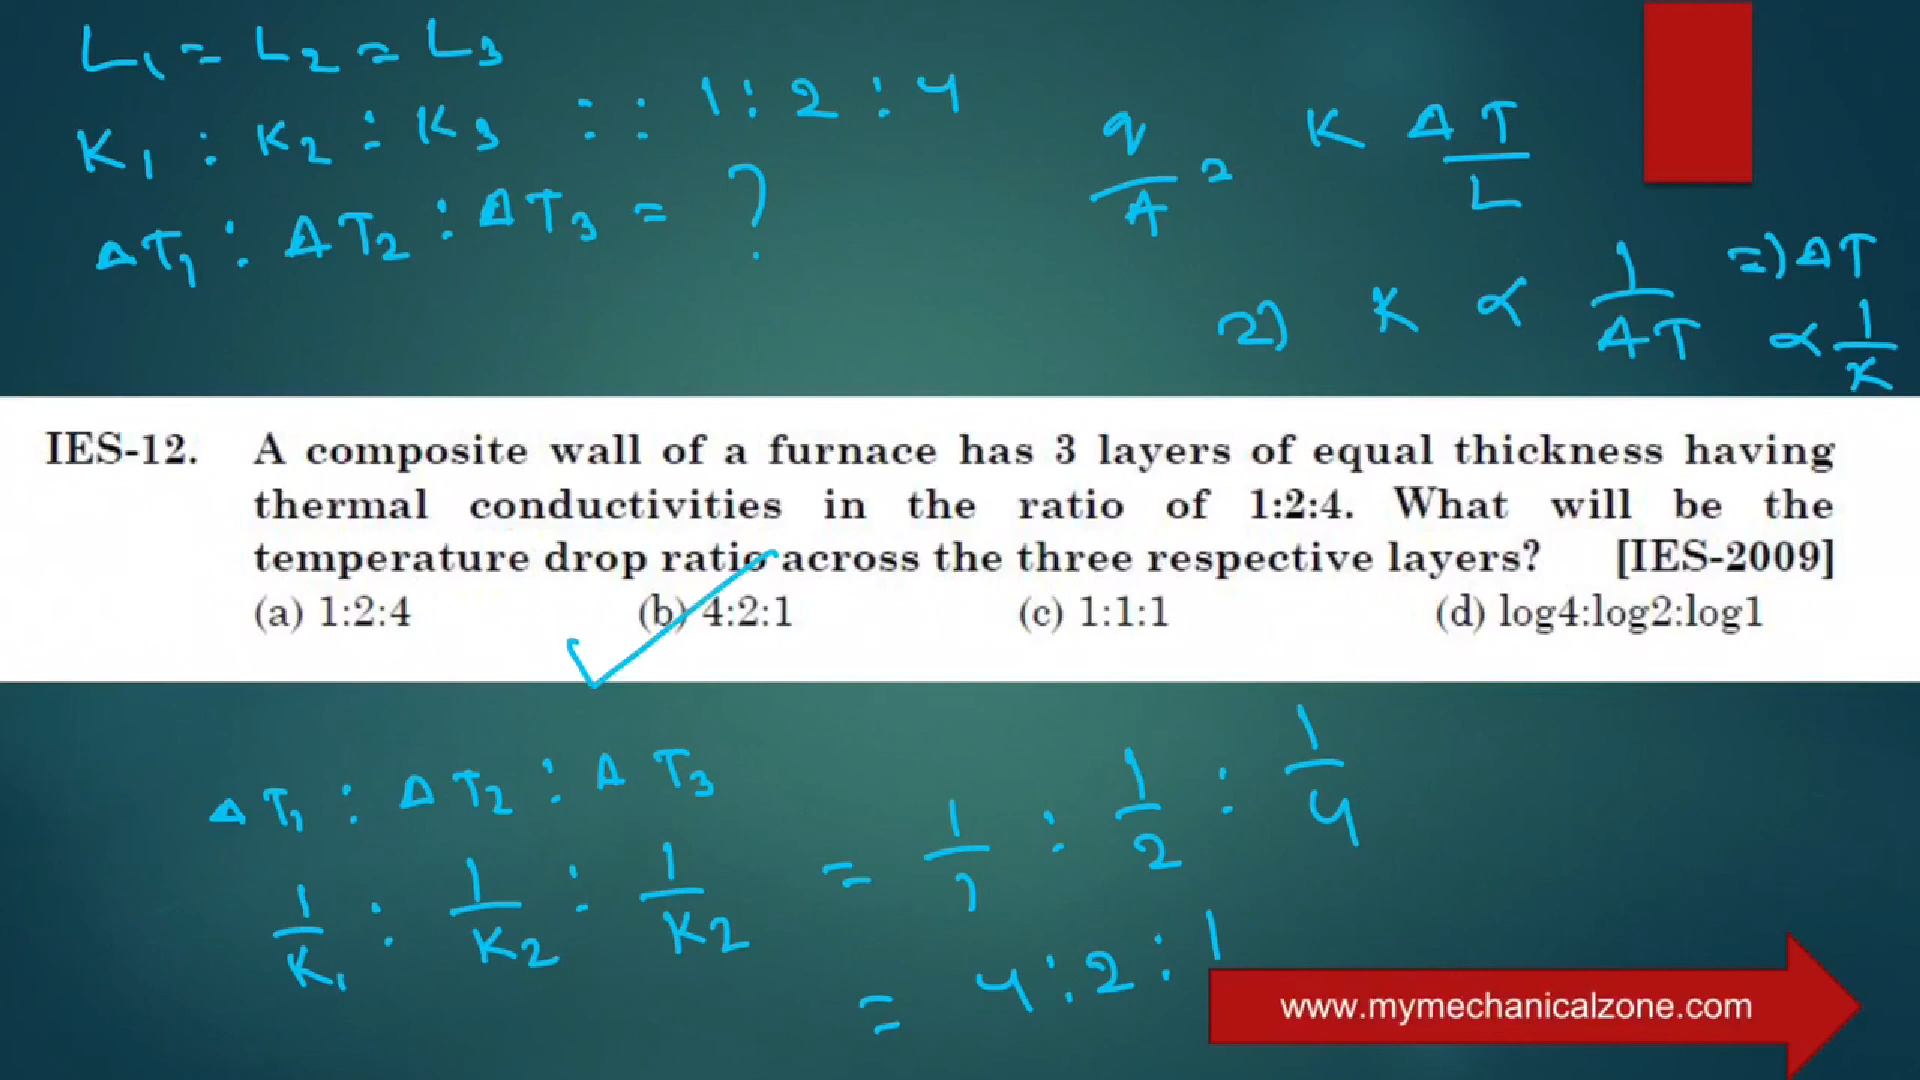 L1 = L2 = L3
K1 : K2 : K3 :: 1 : 2 : 4
ΔT1 : ΔT2 : ΔT3 = ?
q/A = K ΔT/L
=) K ∝ 1/ΔT =) ΔT ∝ 1/K
IES-12. A composite wall of a furnace has 3 layers of equal thickness having
thermal conductivities in the ratio of 1:2:4. What will be the
temperature drop ratio across the three respective layers? [IES-2009]
(a) 1:2:4 (b) 4:2:1 (c) 1:1:1 (d) log4:log2:log1
ΔT1 : ΔT2 : ΔT3
1/K1 : 1/K2 : 1/K2 = 1/1 : 1/2 : 1/4
= 4 : 2 : 1
www.mymechanicalzone.com